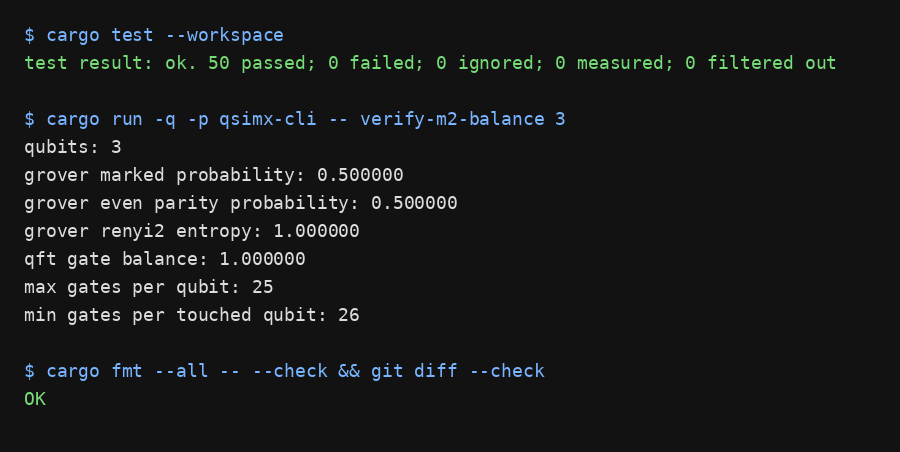 $ cargo test --workspace
test result: ok. 50 passed; 0 failed; 0 ignored; 0 measured; 0 filtered out
$ cargo run -q -p qsimx-cli -- verify-m2-balance 3
qubits: 3
grover marked probability: 0.500000
grover even parity probability: 0.500000
grover renyi2 entropy: 1.000000
qft gate balance: 1.000000
max gates per qubit: 25
min gates per touched qubit: 26
$ cargo fmt --all -- --check && git diff --check
OK